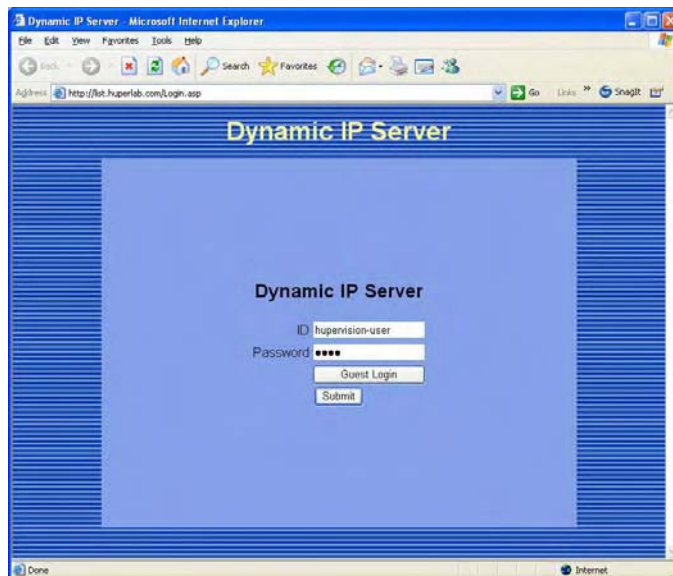 Dynamic IP Server - Microsoft Internet Explorer
File Edit View Favorites Tools Help
Back Search Favorites
Address http://list.huperlab.com/Login.asp Go Links » SnagIt
Dynamic IP Server
Dynamic IP Server
ID hupervision-user
Password ••••
Guest Login
Submit
Done Internet